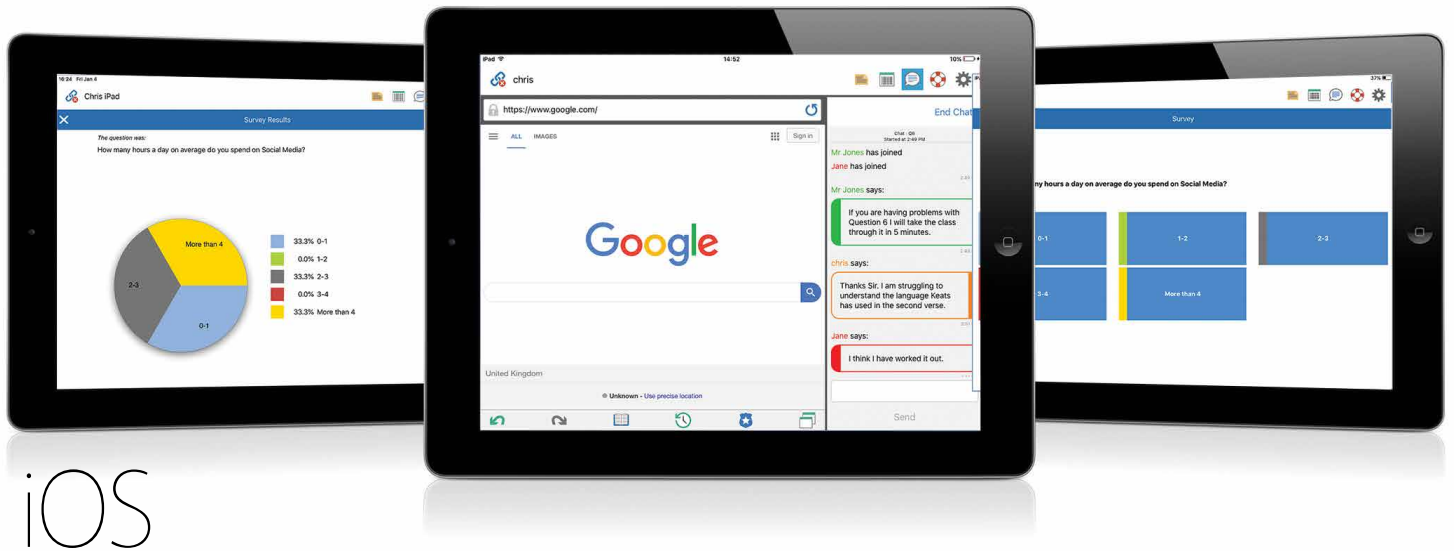 16:24 Fri Jan 4
Chris iPad
Survey Results
The question was:
How many hours a day on average do you spend on Social Media?
More than 4
2-3
0-1
33.3% 0-1
0.0% 1-2
33.3% 2-3
0.0% 3-4
33.3% More than 4
iPad
14:52
10%
chris
https://www.google.com/
ALL IMAGES
Sign in
Google
United Kingdom
Unknown - Use precise location
End Chat
Started at 2:49 PM
Mr Jones has joined
Jane has joined
Mr Jones says:
If you are having problems with
Question 6 I will take the class
through it in 5 minutes.
chris says:
Thanks Sir. I am struggling to
understand the language Keats
has used in the second verse.
Jane says:
I think I have worked it out.
Send
37%
Survey
hours a day on average do you spend on Social Media?
0-1
1-2
2-3
3-4
More than 4
iOS